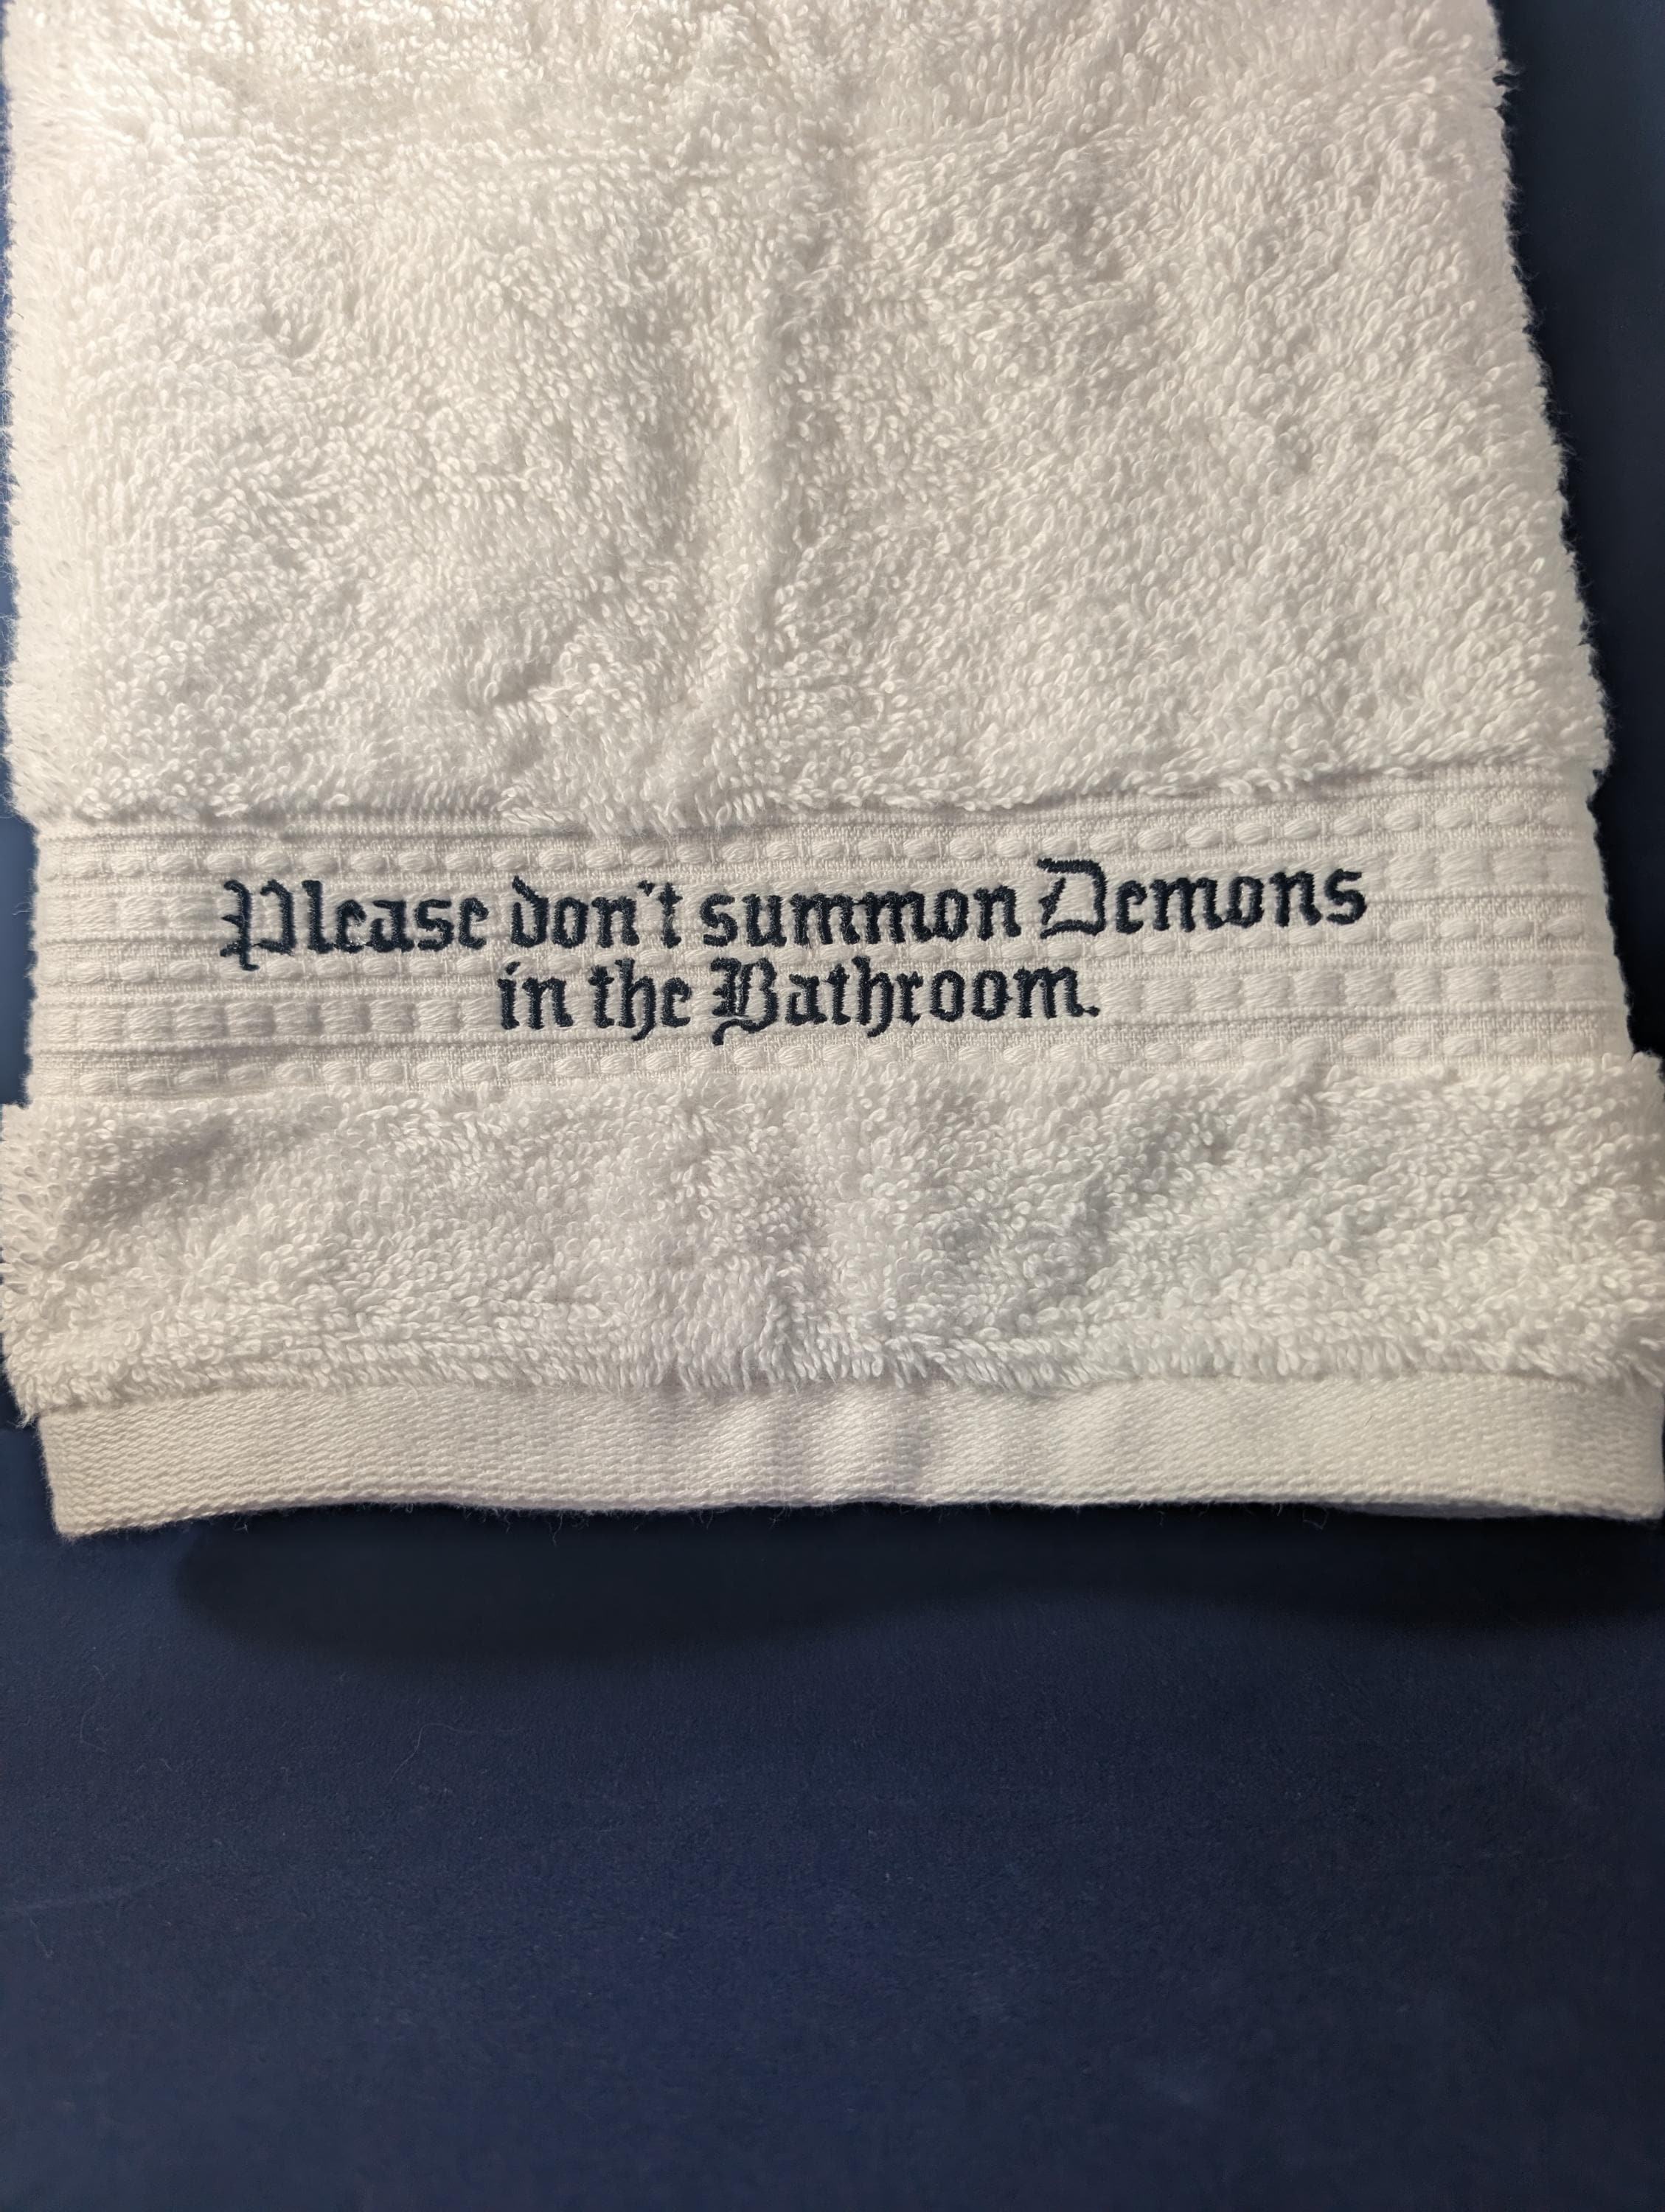 Please don't summon Demons
in the Bathroom.